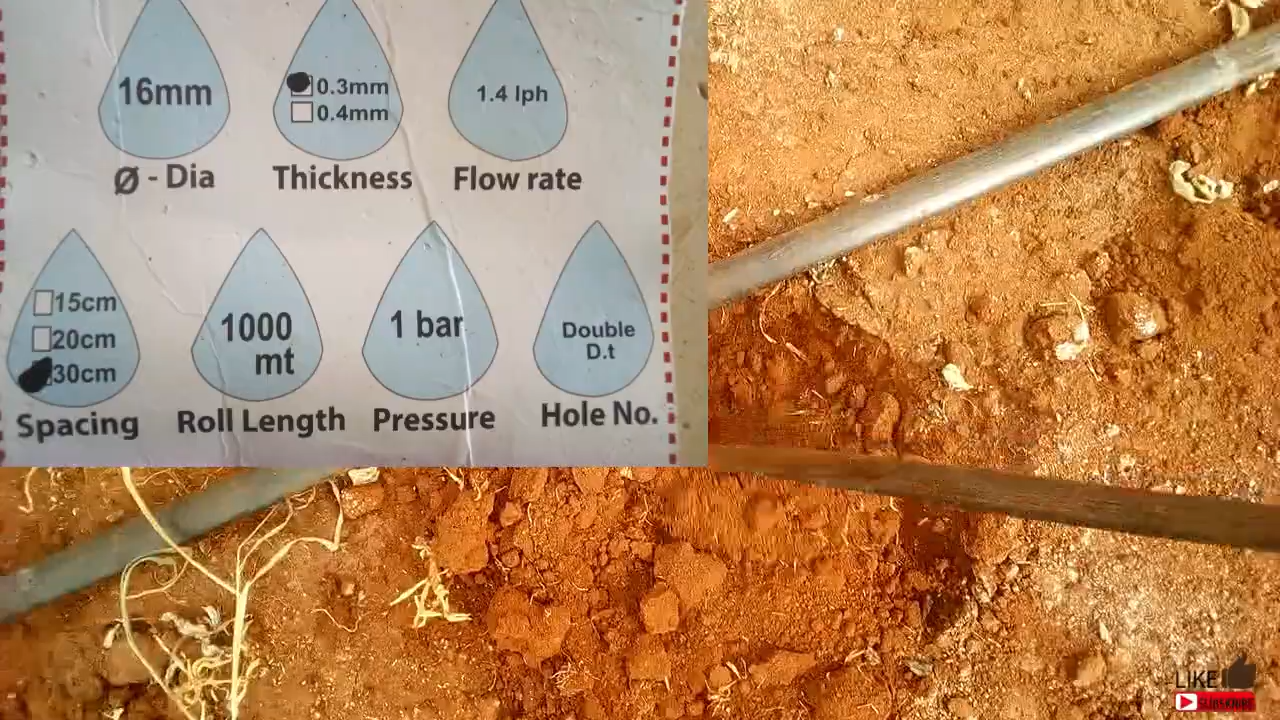 16mm
0.3mm
0.4mm
1.4 lph
Ø - Dia
Thickness
Flow rate
15cm
20cm
30cm
1000
mt
1 bar
Double
D.t
Spacing
Roll Length
Pressure
Hole No.
LIKE
SUBSCRIBE